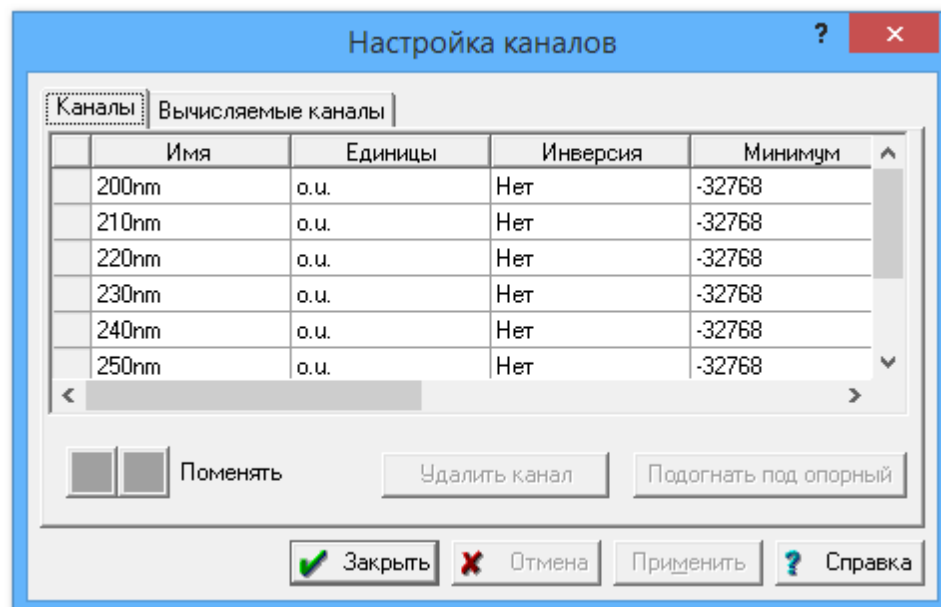 Настройка каналов ?
Каналы Вычисляемые каналы
Имя Единицы Инверсия Минимум
200nm o.u. Нет -32768
210nm o.u. Нет -32768
220nm o.u. Нет -32768
230nm o.u. Нет -32768
240nm o.u. Нет -32768
250nm o.u. Нет -32768
Поменять Удалить канал Подогнать под опорный
Закрыть Отмена Применить ? Справка